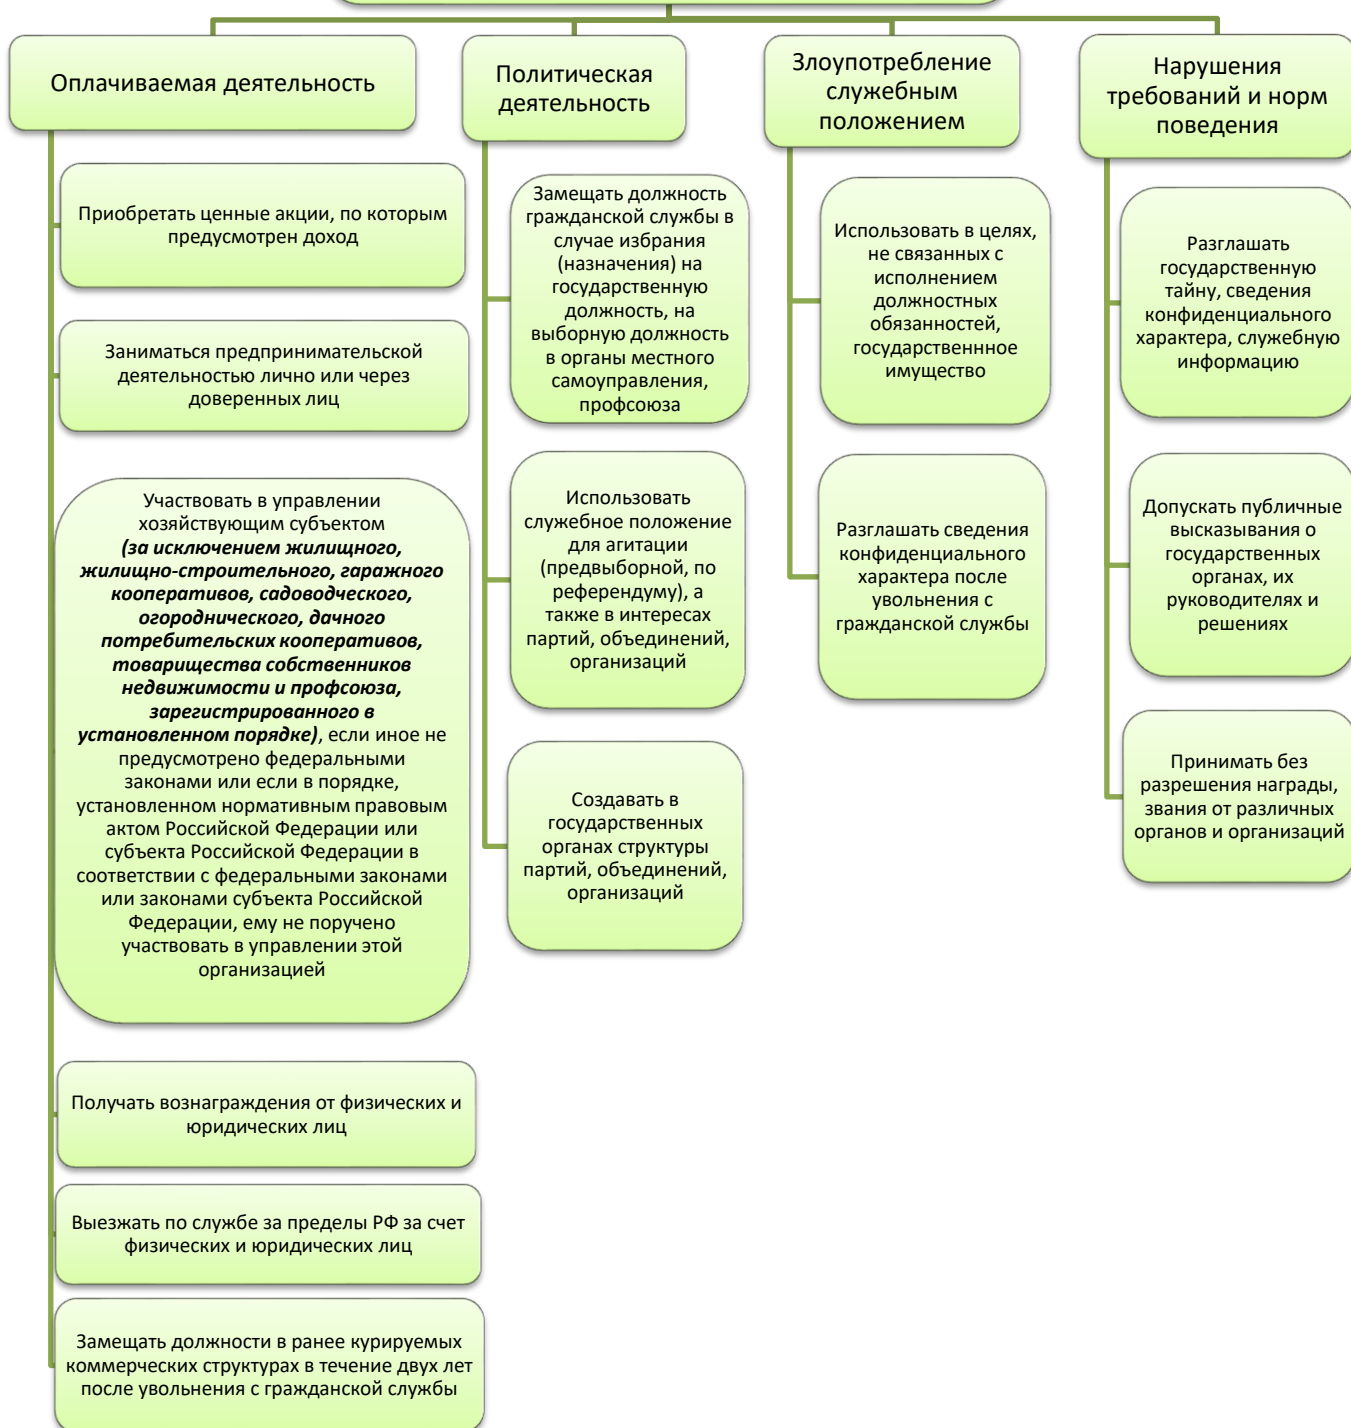 Оплачиваемая деятельность
Приобретать ценные акции, по которым
предусмотрен доход
Заниматься предпринимательской
деятельностью лично или через
доверенных лиц
Участвовать в управлении
хозяйствующим субъектом
(за исключением жилищного,
жилищно-строительного, гаражного
кооперативов, садоводческого,
огороднического, дачного
потребительских кооперативов,
товарищества собственников
недвижимости и профсоюза,
зарегистрированного в
установленном порядке), если иное не
предусмотрено федеральными
законами или если в порядке,
установленном нормативным правовым
актом Российской Федерации или
субъекта Российской Федерации в
соответствии с федеральными законами
или законами субъекта Российской
Федерации, ему не поручено
участвовать в управлении этой
организацией
Получать вознаграждения от физических и
юридических лиц
Выезжать по службе за пределы РФ за счет
физических и юридических лиц
Замещать должности в ранее курируемых
коммерческих структурах в течение двух лет
после увольнения с гражданской службы
Политическая
деятельность
Замещать должность
гражданской службы в
случае избрания
(назначения) на
государственную
должность, на
выборную должность
в органы местного
самоуправления,
профсоюза
Использовать
служебное положение
для агитации
(предвыборной, по
референдуму), а
также в интересах
партий, объединений,
организаций
Создавать в
государственных
органах структуры
партий, объединений,
организаций
Злоупотребление
служебным
положением
Использовать в целях,
не связанных с
исполнением
должностных
обязанностей,
государственнное
имущество
Разглашать сведения
конфиденциального
характера после
увольнения с
гражданской службы
Нарушения
требований и норм
поведения
Разглашать
государственную
тайну, сведения
конфиденциального
характера, служебную
информацию
Допускать публичные
высказывания о
государственных
органах, их
руководителях и
решениях
Принимать без
разрешения награды,
звания от различных
органов и организаций